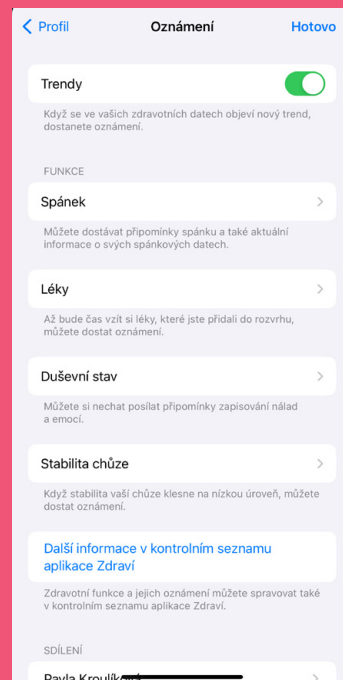 Profil
Oznámení
Hotovo
Trendy
Když se ve vašich zdravotních datech objeví nový trend,
dostanete oznámení.
FUNKCE
Spánek
Můžete dostávat připomínky spánku a také aktuální
informace o svých spánkových datech.
Léky
Až bude čas vzít si léky, které jste přidali do rozvrhu,
můžete dostat oznámení.
Duševní stav
Můžete si nechat posílat připomínky zapisování nálad
a emocí.
Stabilita chůze
Když stabilita vaší chůze klesne na nízkou úroveň, můžete
dostat oznámení.
Další informace v kontrolním seznamu
aplikace Zdraví
Zdravotní funkce a jejich oznámení můžete spravovat také
v kontrolním seznamu aplikace Zdraví.
SDÍLENÍ
Pavla